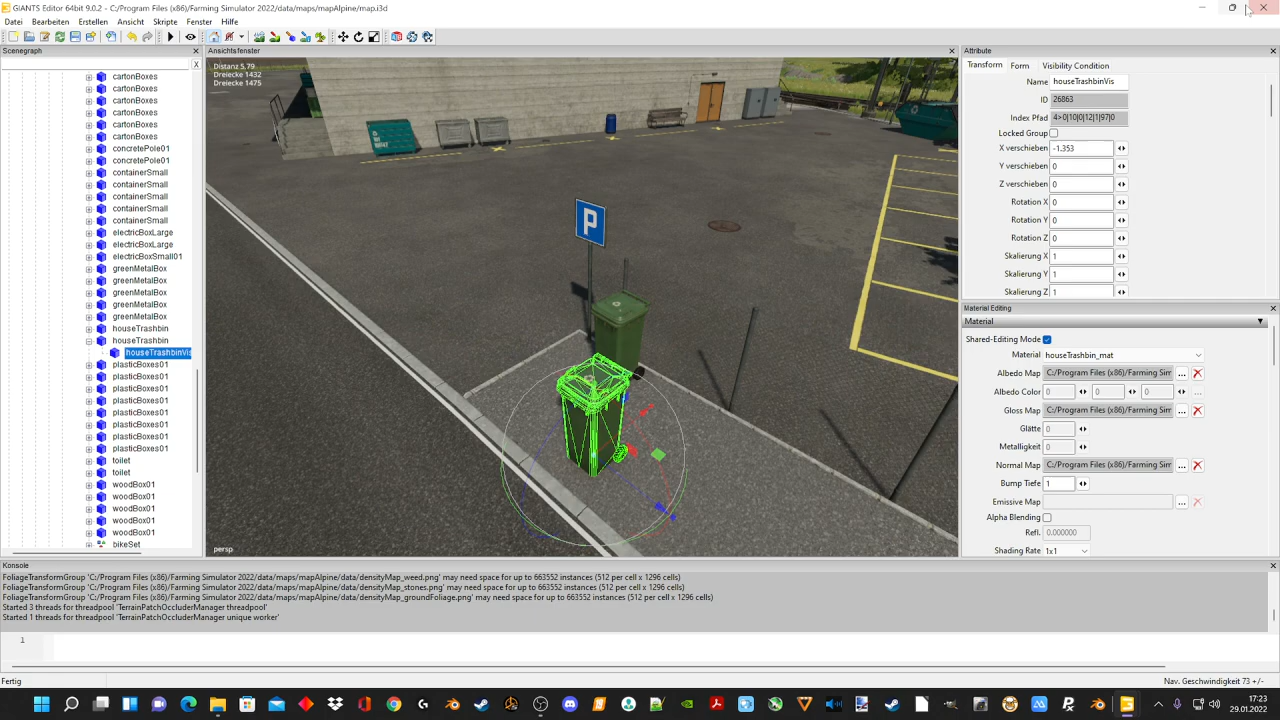 GIANTS Editor 64bit 9.0.2 - C:/Program Files (x86)/Farming Simulator 2022/data/maps/mapAlpine/map.i3d
Datei Bearbeiten Erstellen Ansicht Skripte Fenster Hilfe
Scenegraph
X
cartonBoxes
cartonBoxes
cartonBoxes
cartonBoxes
cartonBoxes
cartonBoxes
concretePole01
concretePole01
containerSmall
containerSmall
containerSmall
containerSmall
containerSmall
electricBoxLarge
electricBoxLarge
electricBoxSmall01
greenMetalBox
greenMetalBox
greenMetalBox
greenMetalBox
greenMetalBox
houseTrashbin
houseTrashbin
houseTrashbinVis
plasticBoxes01
plasticBoxes01
plasticBoxes01
plasticBoxes01
plasticBoxes01
plasticBoxes01
plasticBoxes01
plasticBoxes01
toilet
toilet
woodBox01
woodBox01
woodBox01
woodBox01
woodBox01
bikeSet
Ansichtsfenster
Distanz 5.79
Dreiecke 1432
Dreiecke 1475
P
persp
Attribute
Transform Form Visibility Condition
Name houseTrashbinVis
ID 26863
Index Pfad 4>0|10|0|12|1|97|0
Locked Group
X verschieben -1.353
Y verschieben 0
Z verschieben 0
Rotation X 0
Rotation Y 0
Rotation Z 0
Skalierung X 1
Skalierung Y 1
Skalierung Z 1
Material Editing
Material
Shared-Editing Mode
Material houseTrashbin_mat
Albedo Map C:/Program Files (x86)/Farming Sim ...
Albedo Color 0 0 0 ...
Gloss Map C:/Program Files (x86)/Farming Sim ...
Glätte 0
Metalligkeit 0
Normal Map C:/Program Files (x86)/Farming Sim ...
Bump Tiefe 1
Emissive Map ...
Alpha Blending
Refl. 0.000000
Shading Rate 1x1
Konsole
FoliageTransformGroup 'C:/Program Files (x86)/Farming Simulator 2022/data/maps/mapAlpine/data/densityMap_weed.png' may need space for up to 663552 instances (512 per cell x 1296 cells)
FoliageTransformGroup 'C:/Program Files (x86)/Farming Simulator 2022/data/maps/mapAlpine/data/densityMap_stones.png' may need space for up to 663552 instances (512 per cell x 1296 cells)
FoliageTransformGroup 'C:/Program Files (x86)/Farming Simulator 2022/data/maps/mapAlpine/data/densityMap_groundFoliage.png' may need space for up to 663552 instances (512 per cell x 1296 cells)
Started 3 threads for threadpool 'TerrainPatchOccluderManager threadpool'
Started 1 threads for threadpool 'TerrainPatchOccluderManager unique worker'
1
Fertig
Nav. Geschwindigkeit 73 +/-
17:23
29.01.2022